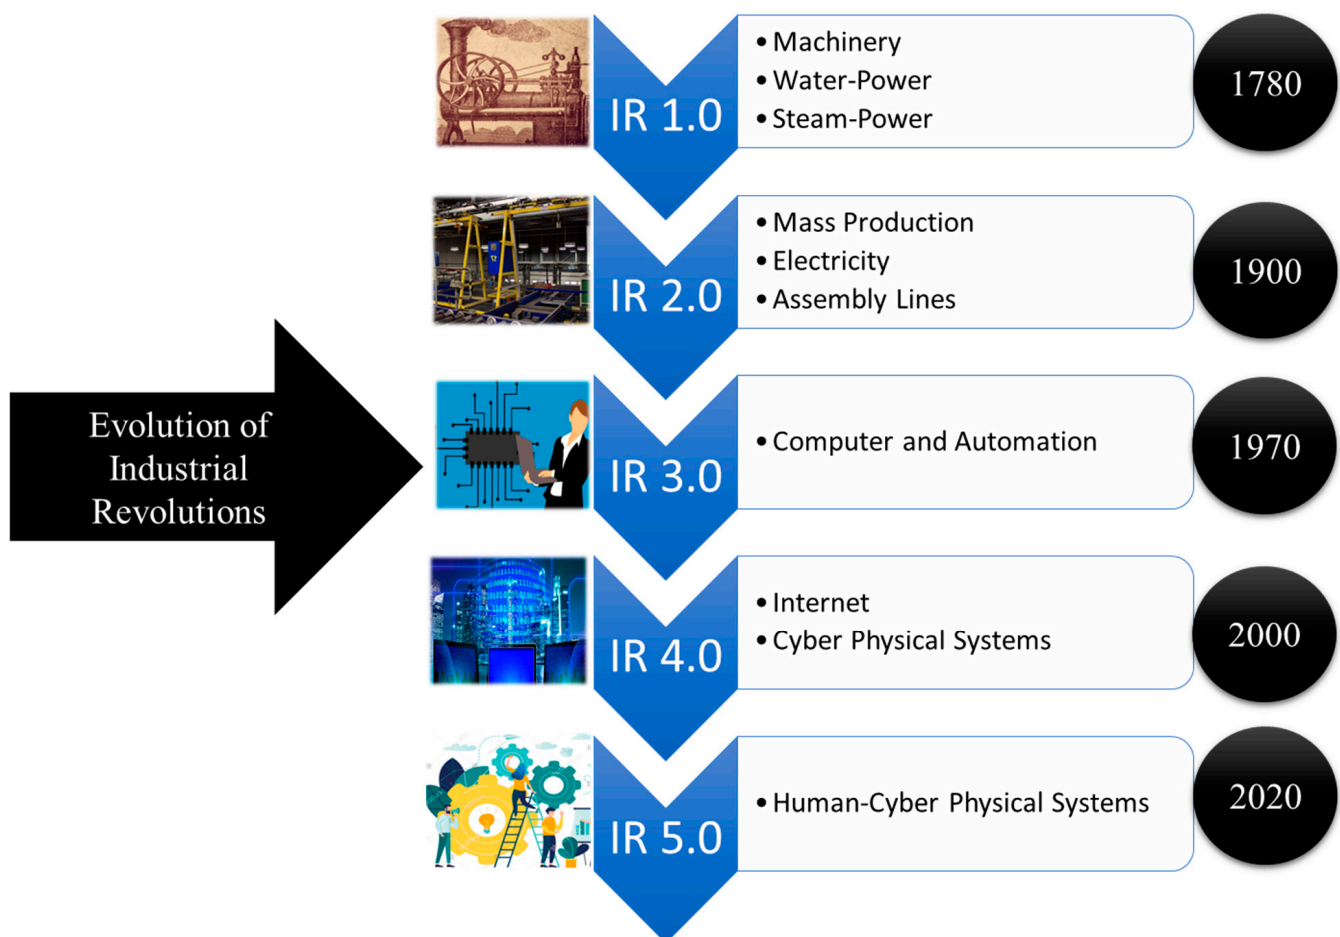 Evolution of
Industrial
Revolutions
IR 1.0
• Machinery
• Water-Power
• Steam-Power
1780
IR 2.0
• Mass Production
• Electricity
• Assembly Lines
1900
IR 3.0
• Computer and Automation
1970
IR 4.0
• Internet
• Cyber Physical Systems
2000
IR 5.0
• Human-Cyber Physical Systems
2020